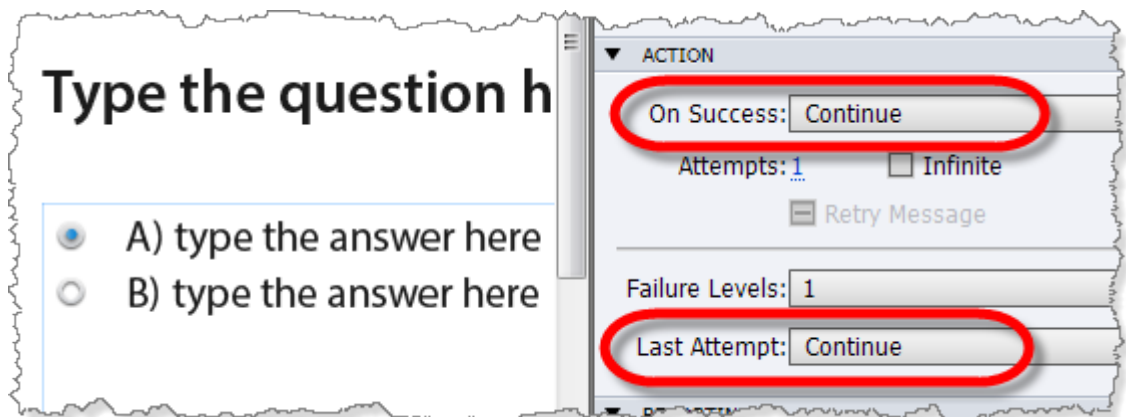 Type the question h
A) type the answer here
B) type the answer here
ACTION
On Success: Continue
Attempts: 1 Infinite
Retry Message
Failure Levels: 1
Last Attempt: Continue